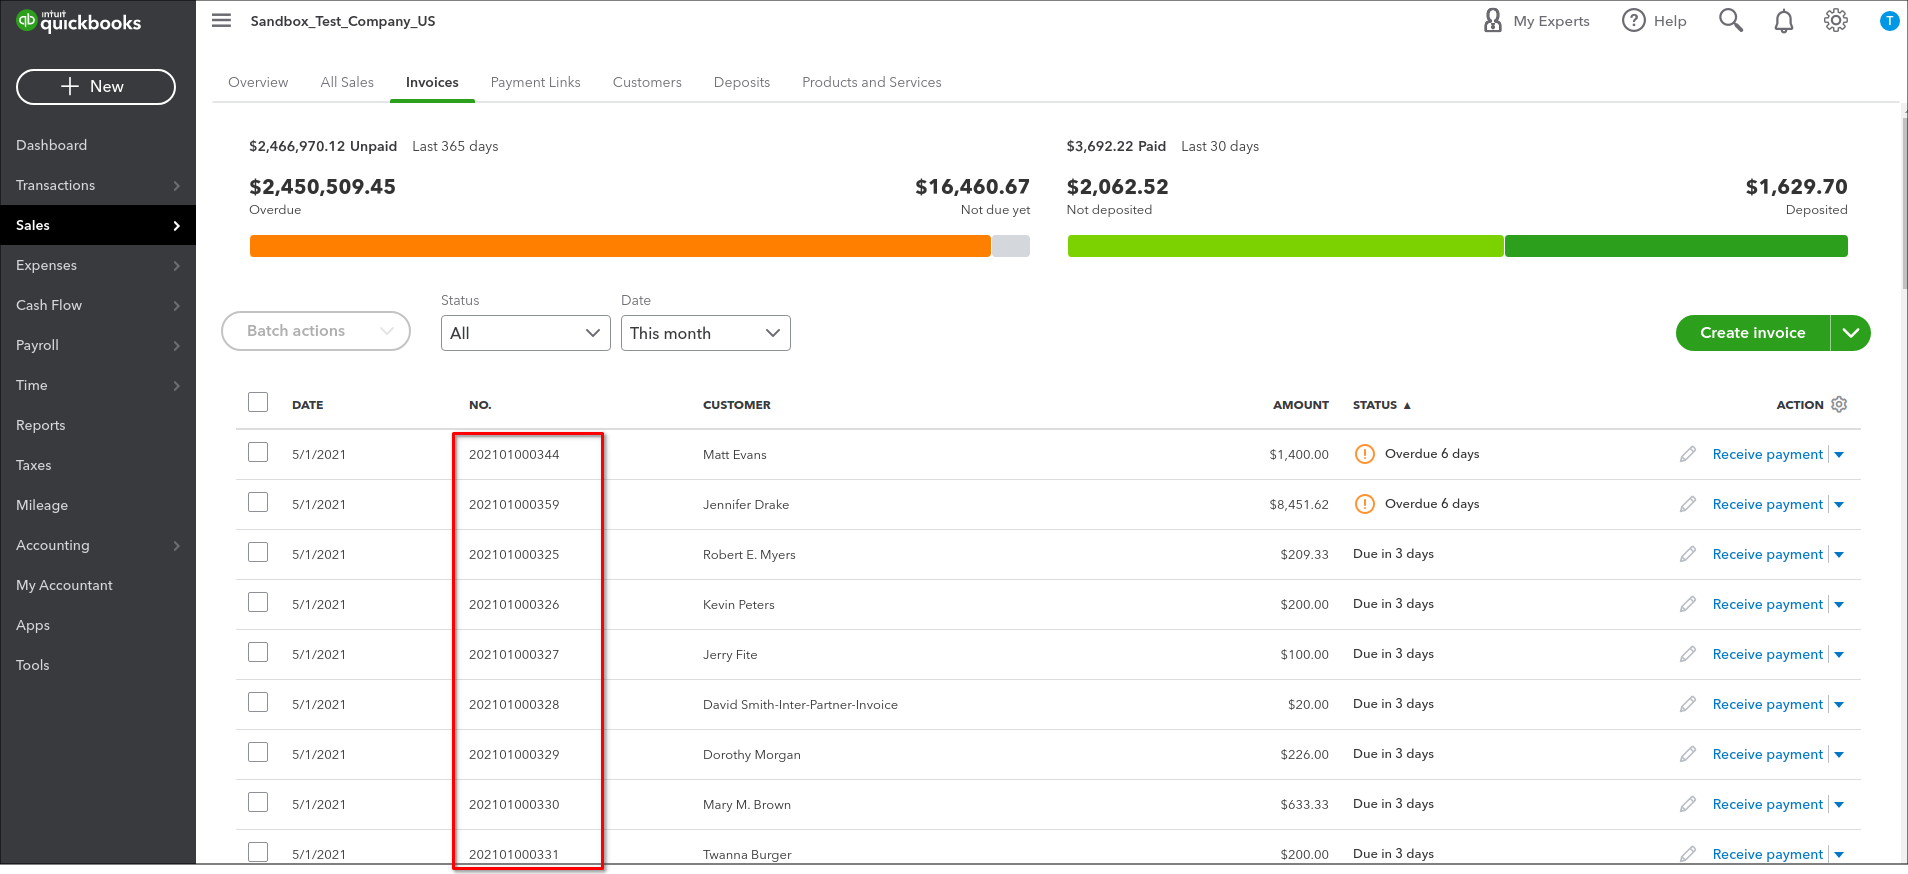 intuit
quickbooks
Sandbox_Test_Company_US
My Experts
Help
T
New
Dashboard
Transactions
Sales
Expenses
Cash Flow
Payroll
Time
Reports
Taxes
Mileage
Accounting
My Accountant
Apps
Tools
Overview All Sales Invoices Payment Links Customers Deposits Products and Services
$2,466,970.12 Unpaid Last 365 days
$2,450,509.45 $16,460.67
Overdue Not due yet
$3,692.22 Paid Last 30 days
$2,062.52 $1,629.70
Not deposited Deposited
Status Date
Batch actions All This month Create invoice
DATE NO. CUSTOMER AMOUNT STATUS ▲ ACTION
5/1/2021 202101000344 Matt Evans $1,400.00 Overdue 6 days Receive payment
5/1/2021 202101000359 Jennifer Drake $8,451.62 Overdue 6 days Receive payment
5/1/2021 202101000325 Robert E. Myers $209.33 Due in 3 days Receive payment
5/1/2021 202101000326 Kevin Peters $200.00 Due in 3 days Receive payment
5/1/2021 202101000327 Jerry Fite $100.00 Due in 3 days Receive payment
5/1/2021 202101000328 David Smith-Inter-Partner-Invoice $20.00 Due in 3 days Receive payment
5/1/2021 202101000329 Dorothy Morgan $226.00 Due in 3 days Receive payment
5/1/2021 202101000330 Mary M. Brown $633.33 Due in 3 days Receive payment
5/1/2021 202101000331 Twanna Burger $200.00 Due in 3 days Receive payment